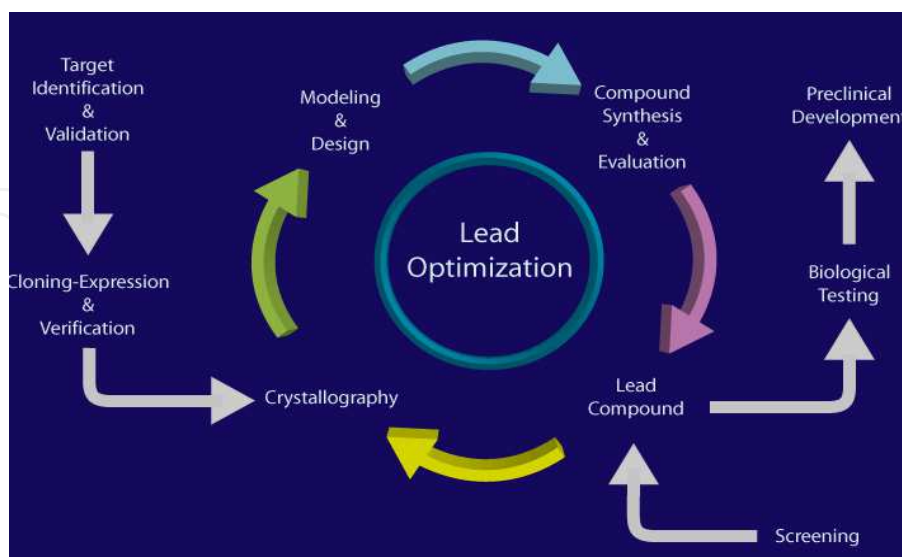 Target
Identification
&
Validation
Modeling
&
Design
Compound
Synthesis
&
Evaluation
Preclinical
Development
Lead
Optimization
Cloning-Expression
&
Verification
Biological
Testing
Crystallography
Lead
Compound
Screening